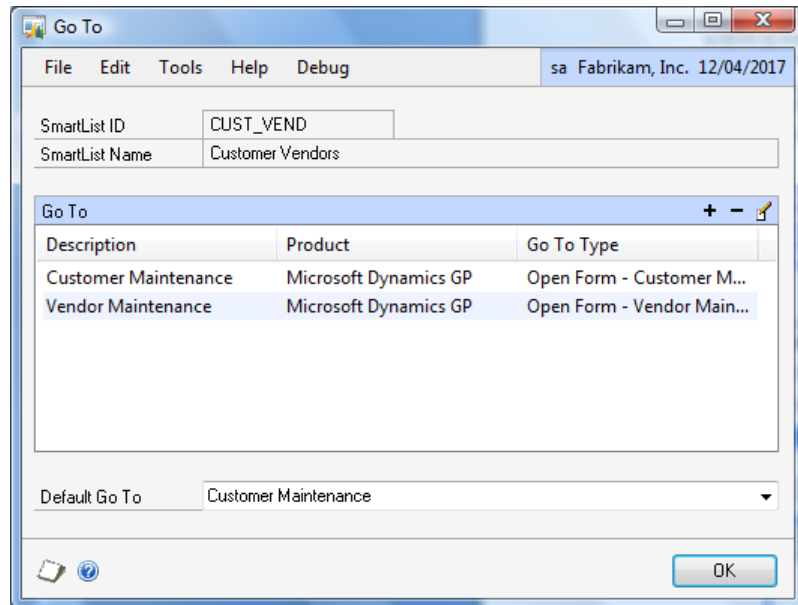 Go To
File Edit Tools Help Debug sa Fabrikam, Inc. 12/04/2017
SmartList ID CUST_VEND
SmartList Name Customer Vendors
Go To
Description Product Go To Type
Customer Maintenance Microsoft Dynamics GP Open Form - Customer M...
Vendor Maintenance Microsoft Dynamics GP Open Form - Vendor Main...
Default Go To Customer Maintenance
OK